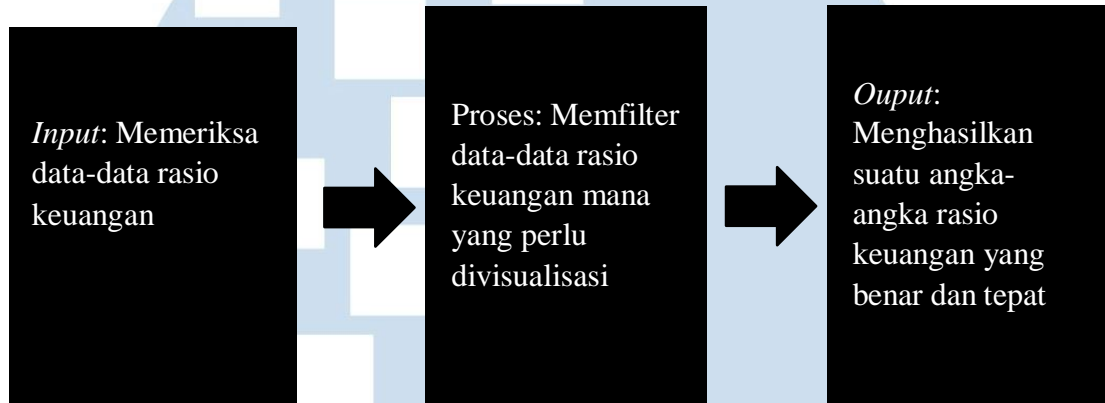 Input: Memeriksa
data-data rasio
keuangan
Proses: Memfilter
data-data rasio
keuangan mana
yang perlu
divisualisasi
Ouput:
Menghasilkan
suatu angka-
angka rasio
keuangan yang
benar dan tepat